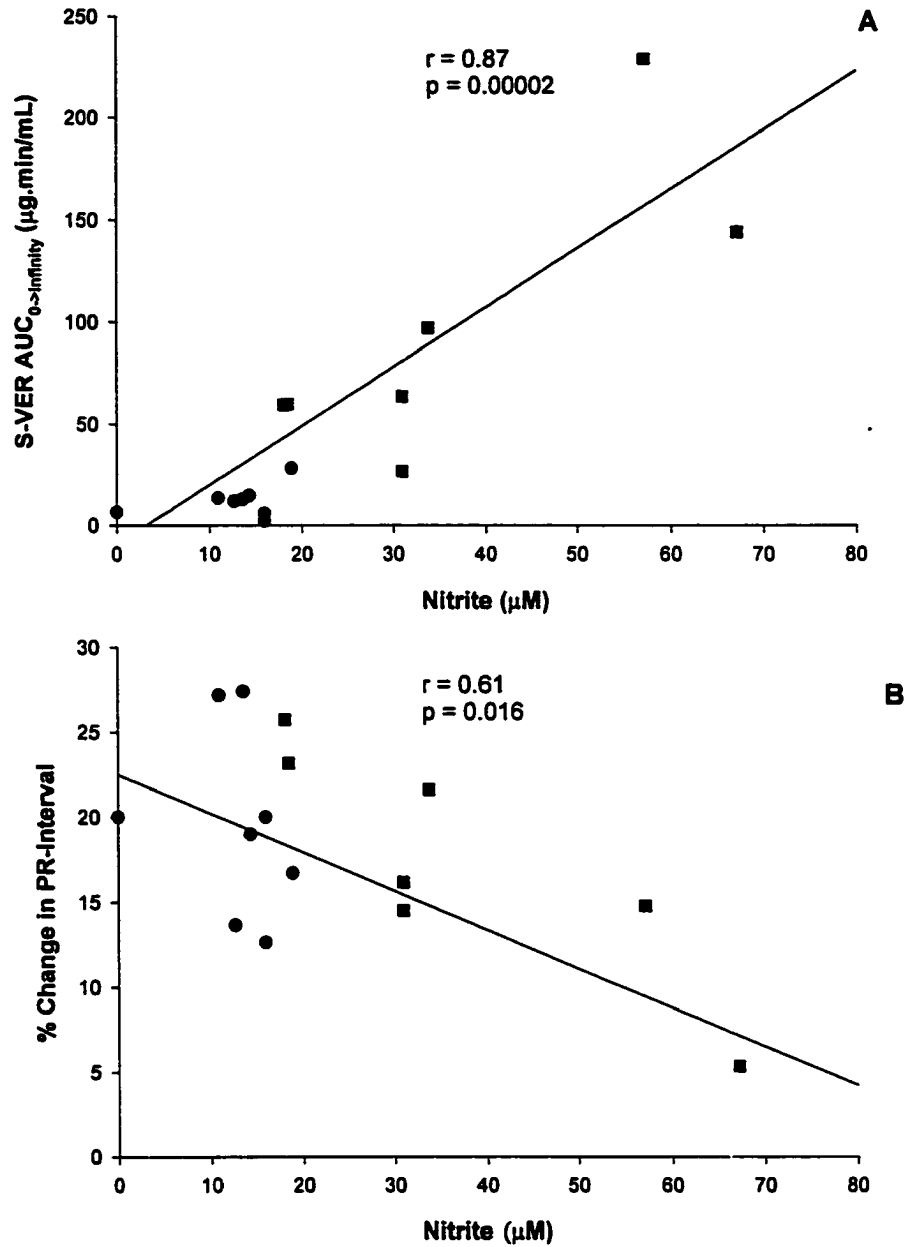 A
r = 0.87
p = 0.00002
250
200
150
100
50
0
S-VER AUC0->Infinity (μg.min/mL)
0 10 20 30 40 50 60 70 80
Nitrite (μM)
B
r = 0.61
p = 0.016
30
25
20
15
10
5
0
% Change in PR-Interval
0 10 20 30 40 50 60 70 80
Nitrite (μM)